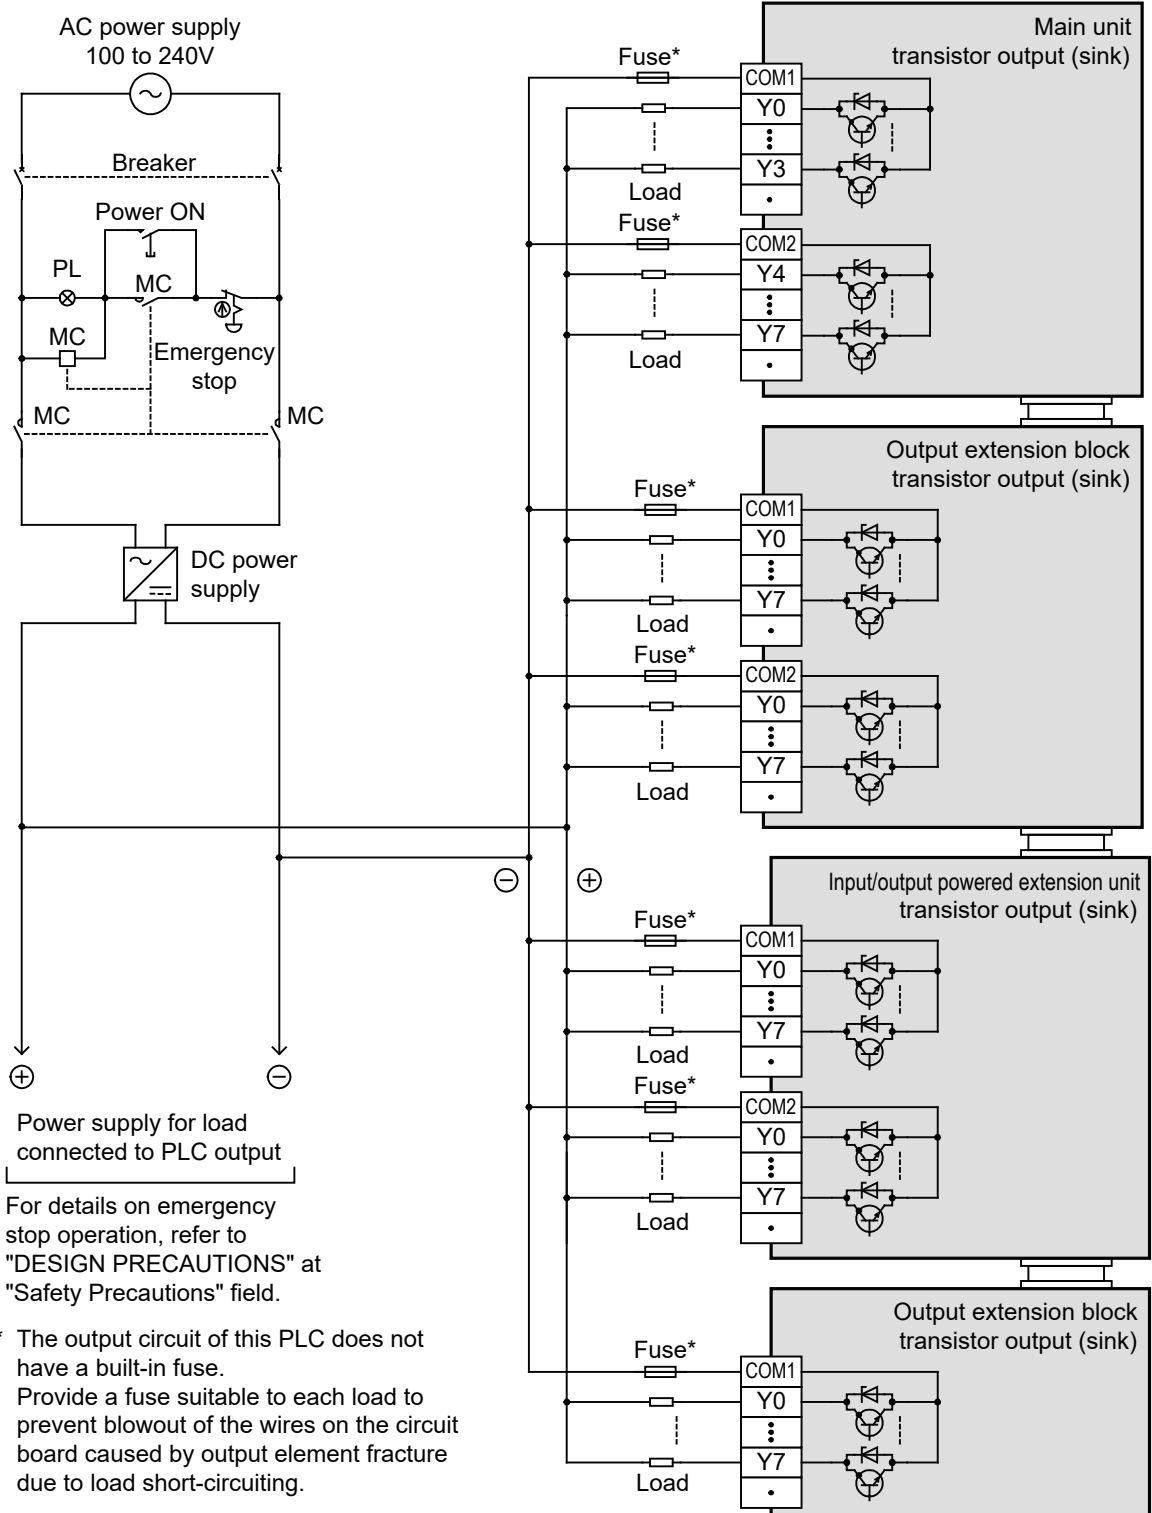 AC power supply
100 to 240V
Breaker
Power ON
PL
MC
MC
Emergency
stop
MC
MC
DC power
supply
Power supply for load
connected to PLC output
For details on emergency
stop operation, refer to
"DESIGN PRECAUTIONS" at
"Safety Precautions" field.
* The output circuit of this PLC does not
have a built-in fuse.
Provide a fuse suitable to each load to
prevent blowout of the wires on the circuit
board caused by output element fracture
due to load short-circuiting.
Main unit
transistor output (sink)
Fuse*
COM1
Y0
Y3
Load
Fuse*
COM2
Y4
Y7
Load
Output extension block
transistor output (sink)
Fuse*
COM1
Y0
Y7
Load
Fuse*
COM2
Y0
Y7
Load
Input/output powered extension unit
transistor output (sink)
Fuse*
COM1
Y0
Y7
Load
Fuse*
COM2
Y0
Y7
Load
Output extension block
transistor output (sink)
Fuse*
COM1
Y0
Y7
Load